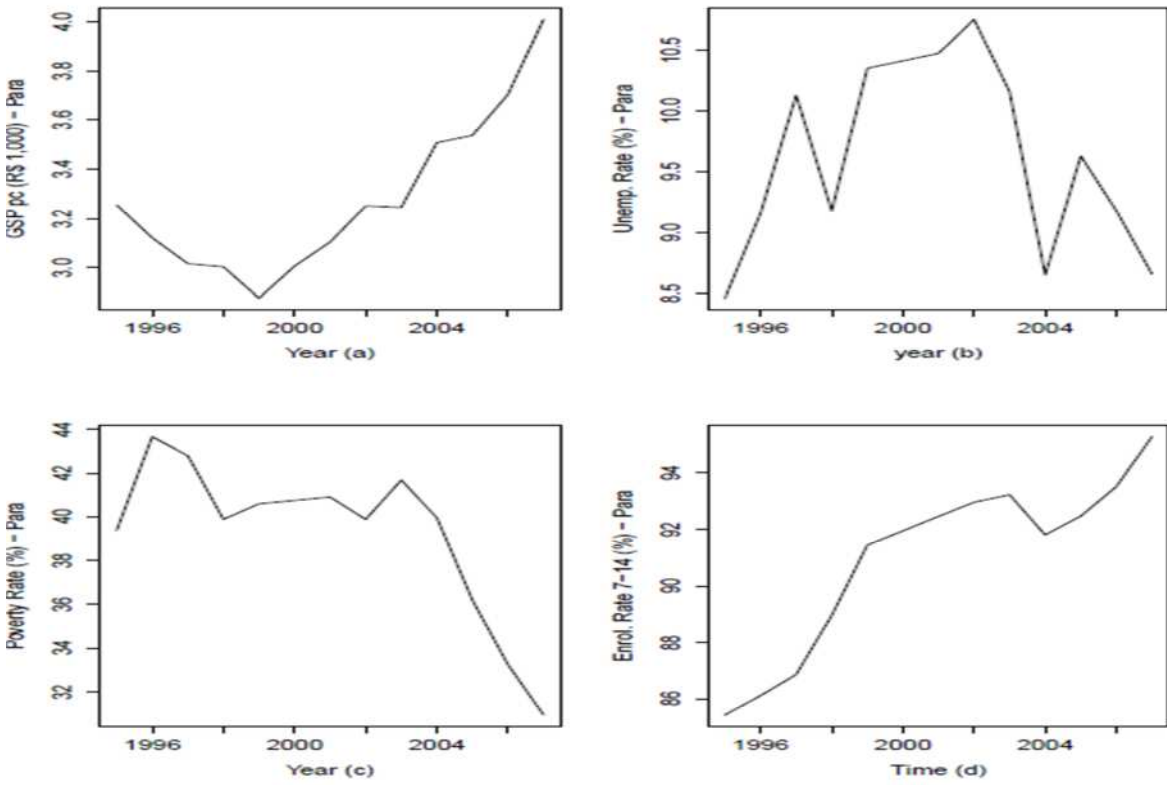 GSP pc (R$ 1,000) − Para
4.0
3.8
3.6
3.4
3.2
3.0
1996 2000 2004
Year (a)
Unemp. Rate (%) − Para
10.5
10.0
9.5
9.0
8.5
1996 2000 2004
year (b)
Poverty Rate (%) − Para
44
42
40
38
36
34
32
1996 2000 2004
Year (c)
Enrol. Rate 7−14 (%) − Para
94
92
90
88
86
1996 2000 2004
Time (d)